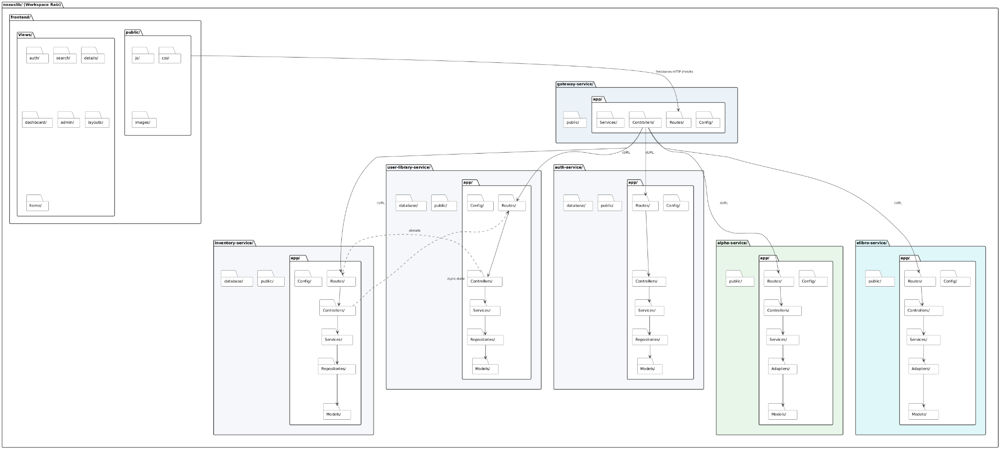 nexuslib/ (Workspace Raíz)
frontend/
Views/
auth/
search/
details/
dashboard/
admin/
layouts/
home/
public/
js/
css/
images/
Peticiones HTTP (Fetch)
gateway-service/
public/
app/
Services/
Controllers/
Routes/
Config/
cURL
cURL
cURL
cURL
cURL
user-library-service/
database/
public/
app/
Config/
Routes/
Controllers/
Services/
Repositories/
Models/
/details
/sync-state
auth-service/
database/
public/
app/
Routes/
Config/
Controllers/
Services/
Repositories/
Models/
inventory-service/
database/
public/
app/
Config/
Routes/
Controllers/
Services/
Repositories/
Models/
alpha-service/
public/
app/
Routes/
Config/
Controllers/
Services/
Adapters/
Models/
elibro-service/
public/
app/
Routes/
Config/
Controllers/
Services/
Adapters/
Models/